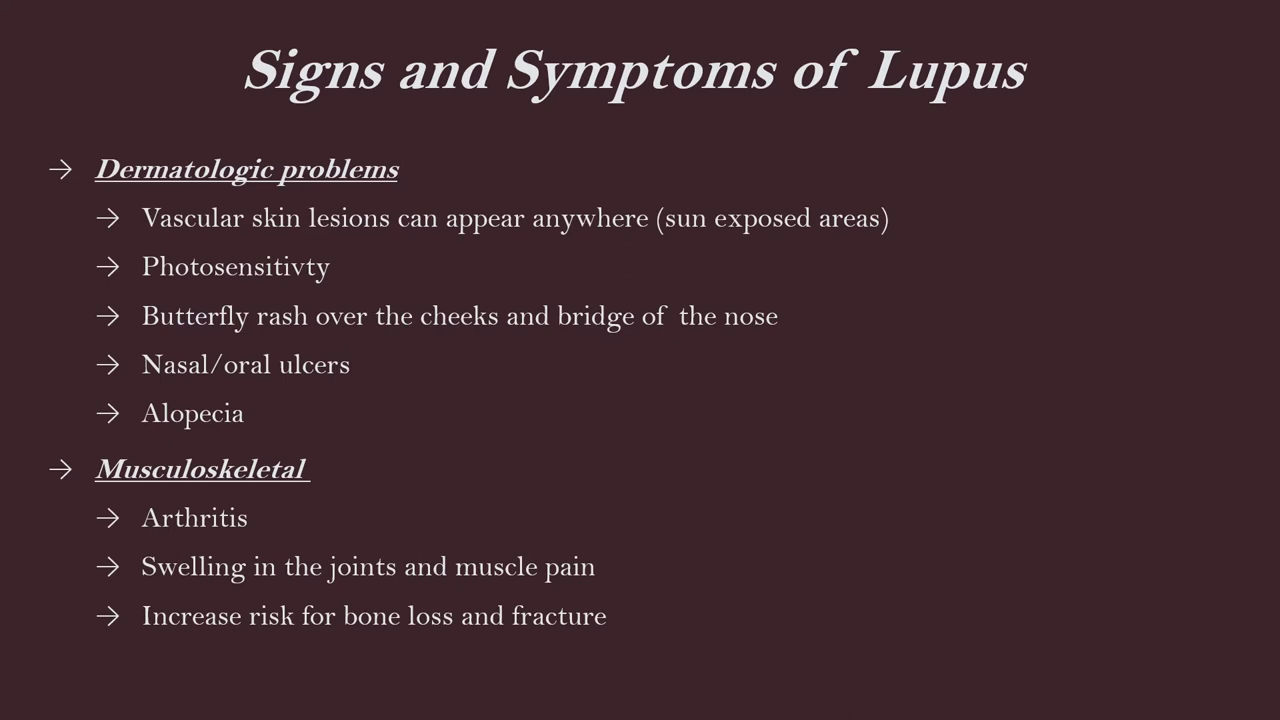 Signs and Symptoms of Lupus
→ Dermatologic problems
→ Vascular skin lesions can appear anywhere (sun exposed areas)
→ Photosensitivty
→ Butterfly rash over the cheeks and bridge of the nose
→ Nasal/oral ulcers
→ Alopecia
→ Musculoskeletal
→ Arthritis
→ Swelling in the joints and muscle pain
→ Increase risk for bone loss and fracture